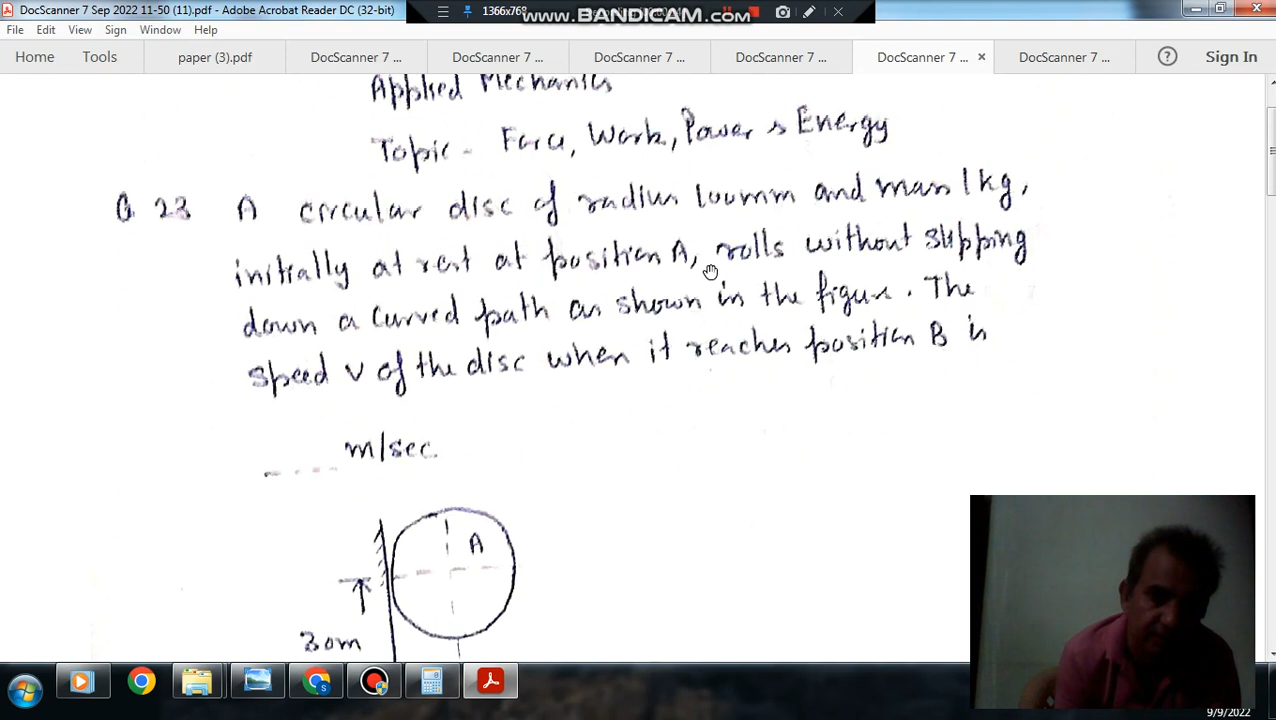 DocScanner 7 Sep 2022 11-50 (11).pdf - Adobe Acrobat Reader DC (32-bit)
1366x768
www.BANDICAM.com
File Edit View Sign Window Help
Home Tools paper (3).pdf DocScanner 7 ... DocScanner 7 ... DocScanner 7 ... DocScanner 7 ... DocScanner 7 ... DocScanner 7 ... Sign In
Applied Mechanics
Topic - Force, Work, Power & Energy
Q. 23 A circular disc of radius 100mm and mass 1kg,
initially at rest at position A, rolls without slipping
down a curved path as shown in the figure. The
speed v of the disc when it reaches position B is
m/sec.
A
30m
9/9/2022